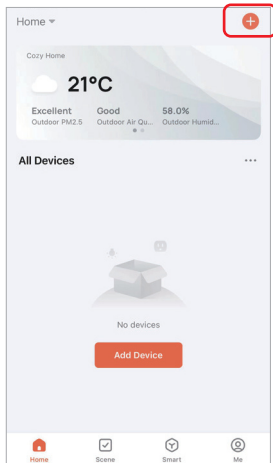 Home
Cozy Home
21°C
Excellent Good 58.0%
Outdoor PM2.5 Outdoor Air Qu... Outdoor Humid...
All Devices
No devices
Add Device
Home Scene Smart Me